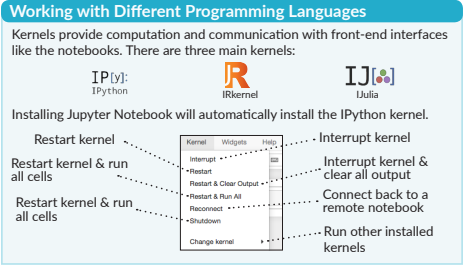 Working with Different Programming Languages
Kernels provide computation and communication with front-end interfaces
like the notebooks. There are three main kernels:
IP[y]:
IPython
R
IRkernel
IJ[]
IJulia
Installing Jupyter Notebook will automatically install the IPython kernel.
Restart kernel
Restart kernel & run
all cells
Restart kernel & run
all cells
Kernel Widgets Help
Interrupt
Restart
Restart & Clear Output
Restart & Run All
Reconnect
Shutdown
Change kernel
Interrupt kernel
Interrupt kernel &
clear all output
Connect back to a
remote notebook
Run other installed
kernels